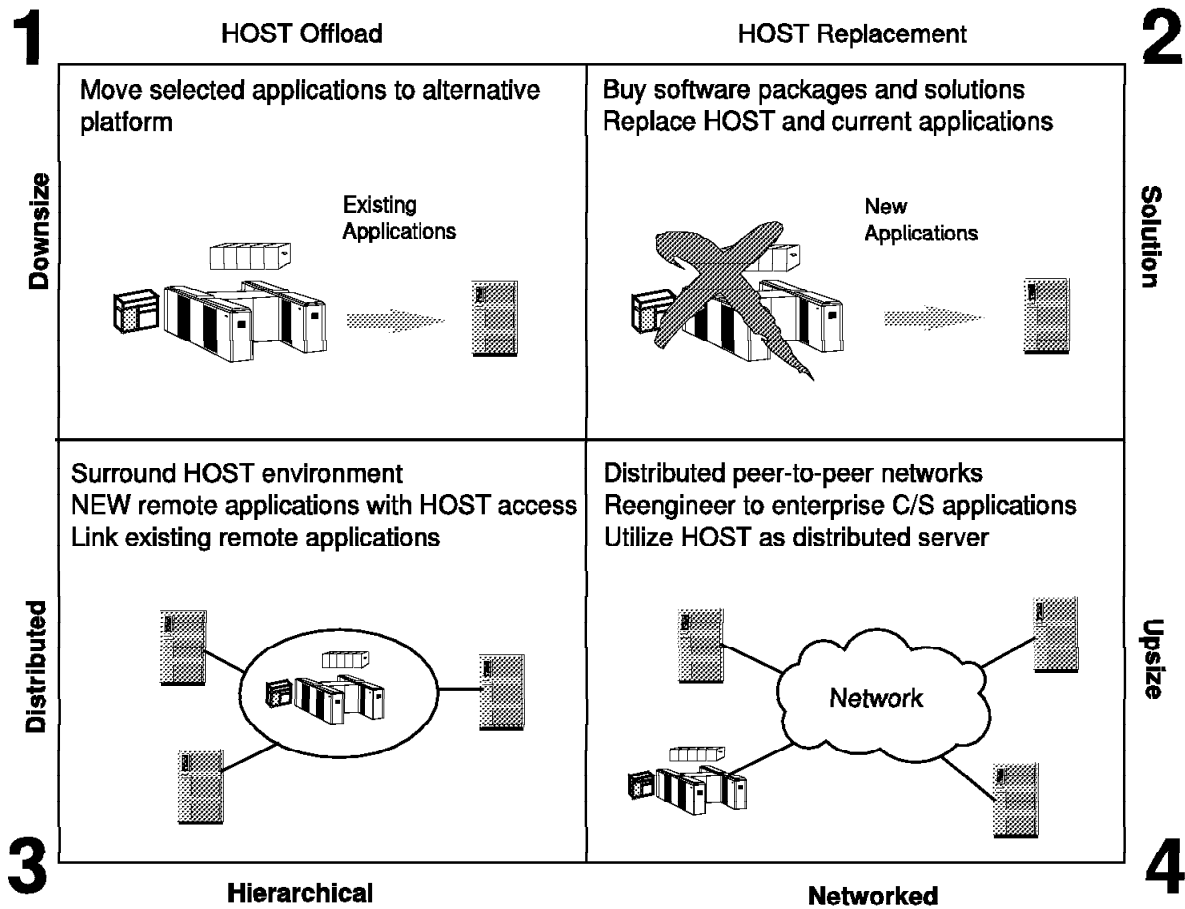 1
HOST Offload
HOST Replacement
2
Move selected applications to alternative
platform
Existing
Applications
Downsize
Buy software packages and solutions
Replace HOST and current applications
New
Applications
Solution
Surround HOST environment
NEW remote applications with HOST access
Link existing remote applications
Distributed
Distributed peer-to-peer networks
Reengineer to enterprise C/S applications
Utilize HOST as distributed server
Network
Upsize
3
Hierarchical
Networked
4